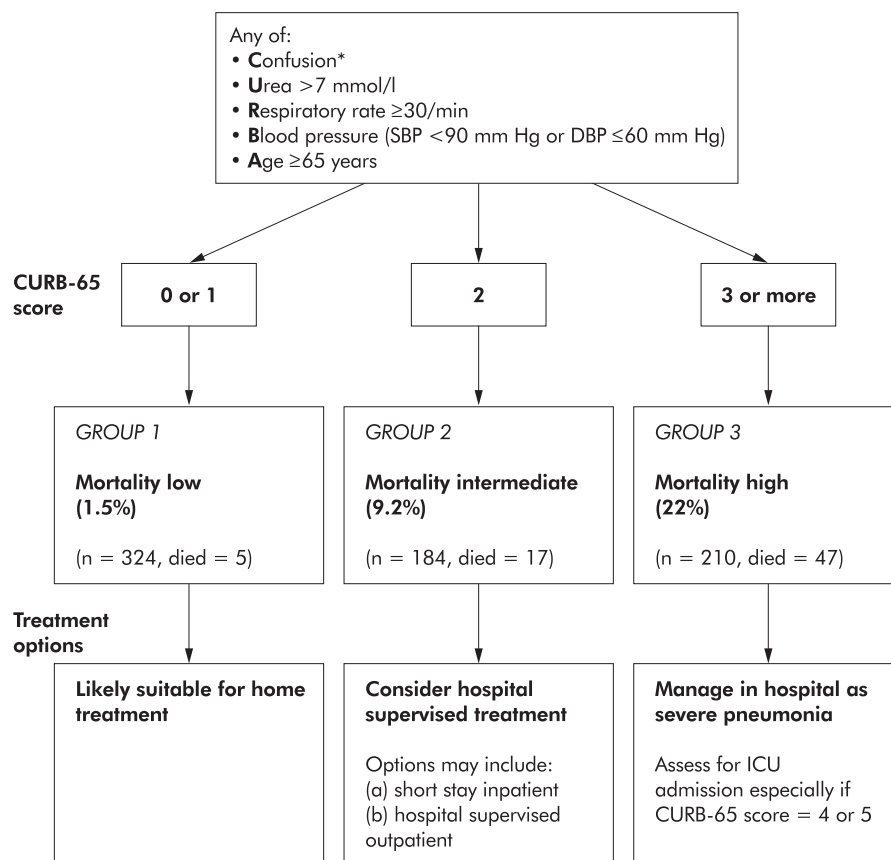 Any of:
• Confusion*
• Urea >7 mmol/l
• Respiratory rate ≥30/min
• Blood pressure (SBP <90 mm Hg or DBP ≤60 mm Hg)
• Age ≥65 years
CURB-65
score
0 or 1
2
3 or more
GROUP 1
Mortality low
(1.5%)
(n = 324, died = 5)
GROUP 2
Mortality intermediate
(9.2%)
(n = 184, died = 17)
GROUP 3
Mortality high
(22%)
(n = 210, died = 47)
Treatment
options
Likely suitable for home
treatment
Consider hospital
supervised treatment
Options may include:
(a) short stay inpatient
(b) hospital supervised
outpatient
Manage in hospital as
severe pneumonia
Assess for ICU
admission especially if
CURB-65 score = 4 or 5